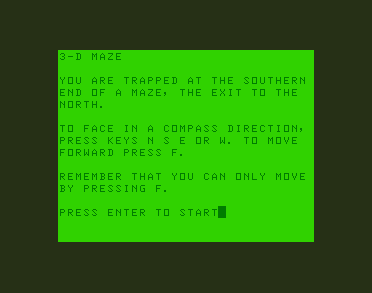 3-D MAZE
YOU ARE TRAPPED AT THE SOUTHERN
END OF A MAZE, THE EXIT TO THE
NORTH.
TO FACE IN A COMPASS DIRECTION,
PRESS KEYS N S E OR W. TO MOVE
FORWARD PRESS F.
REMEMBER THAT YOU CAN ONLY MOVE
BY PRESSING F.
PRESS ENTER TO START